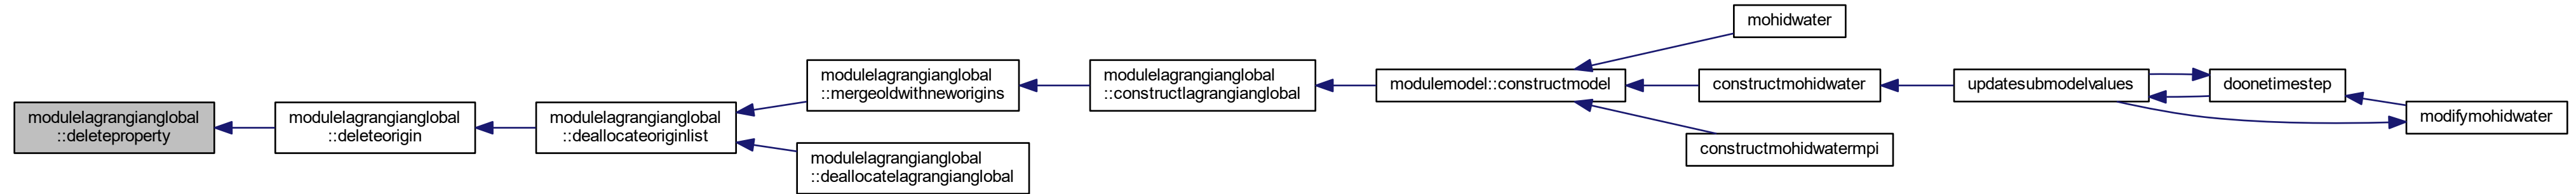 modulelagrangianglobal
::deleteproperty
modulelagrangianglobal
::deleteorigin
modulelagrangianglobal
::deallocateoriginlist
modulelagrangianglobal
::mergeoldwithneworigins
modulelagrangianglobal
::deallocatelagrangianglobal
modulelagrangianglobal
::constructlagrangianglobal
modulemodel::constructmodel
mohidwater
constructmohidwater
constructmohidwatermpi
updatesubmodelvalues
doonetimestep
modifymohidwater